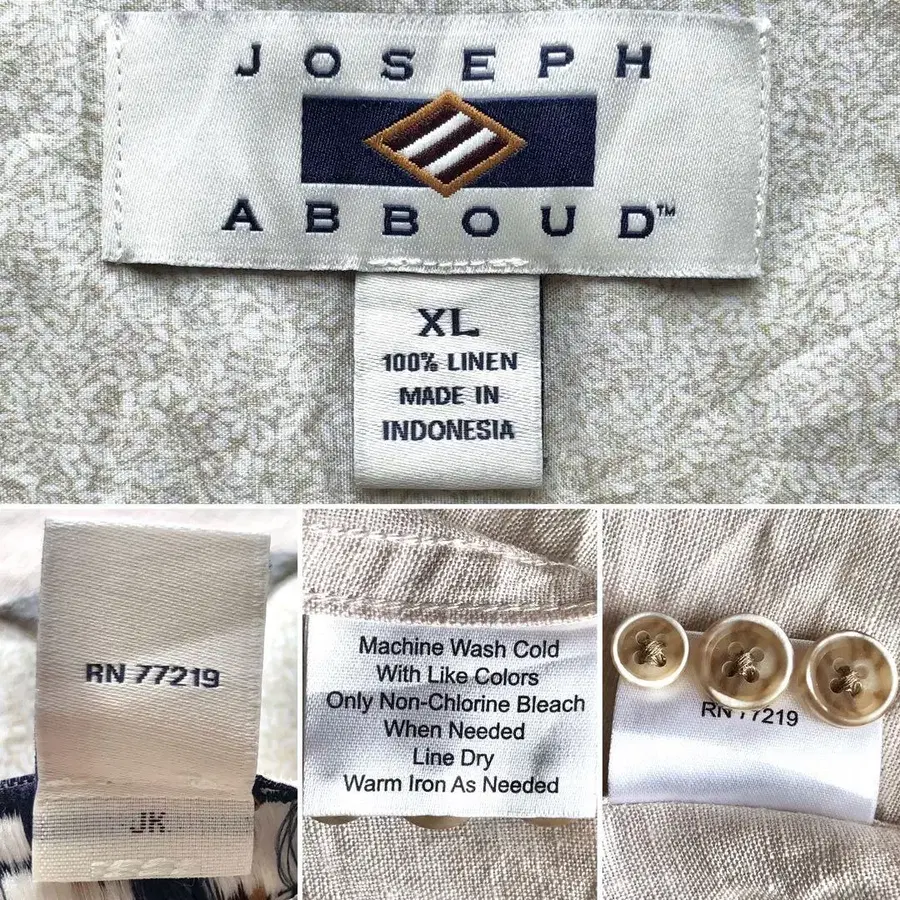 JOSEPH
ABBOUD™
XL
100% LINEN
MADE IN
INDONESIA
RN 77219
JK
Machine Wash Cold
With Like Colors
Only Non-Chlorine Bleach
When Needed
Line Dry
Warm Iron As Needed
RN 77219